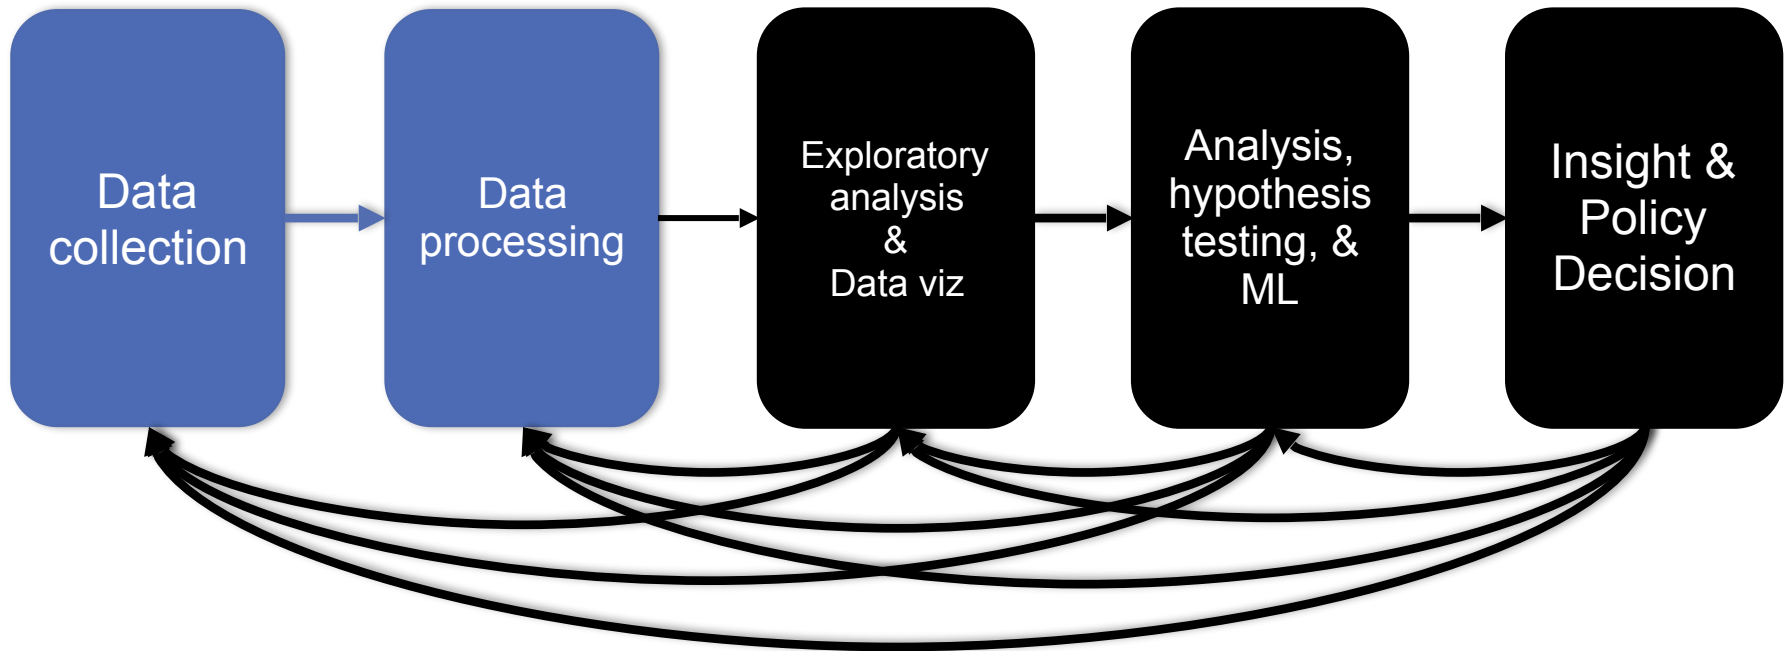 Data
collection
Data
processing
Exploratory
analysis
&
Data viz
Analysis,
hypothesis
testing, &
ML
Insight &
Policy
Decision